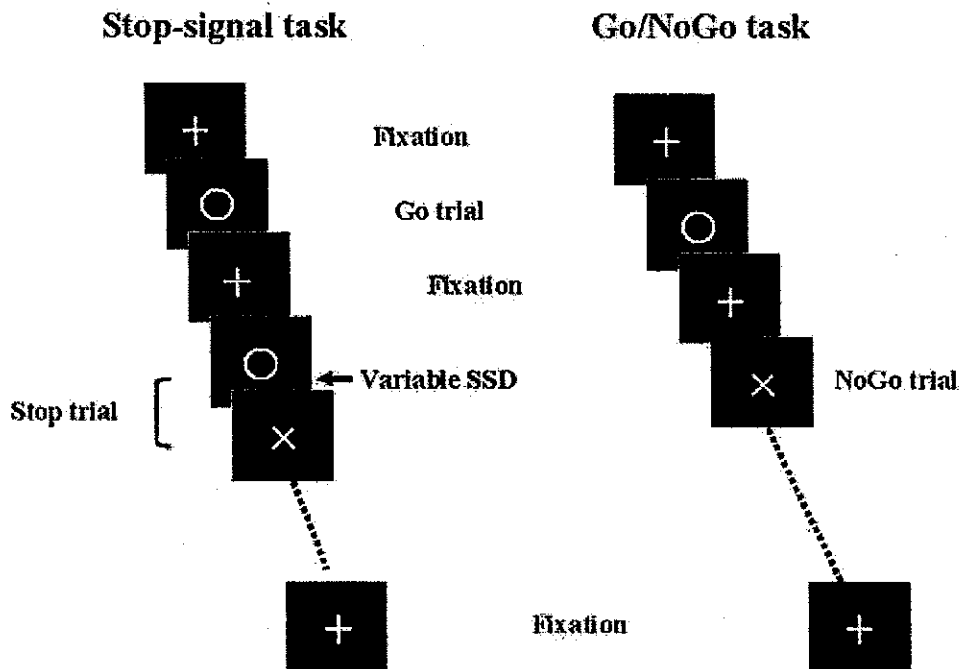 Stop-signal task
Go/NoGo task
Fixation
Go trial
Fixation
Variable SSD
Stop trial
NoGo trial
Fixation